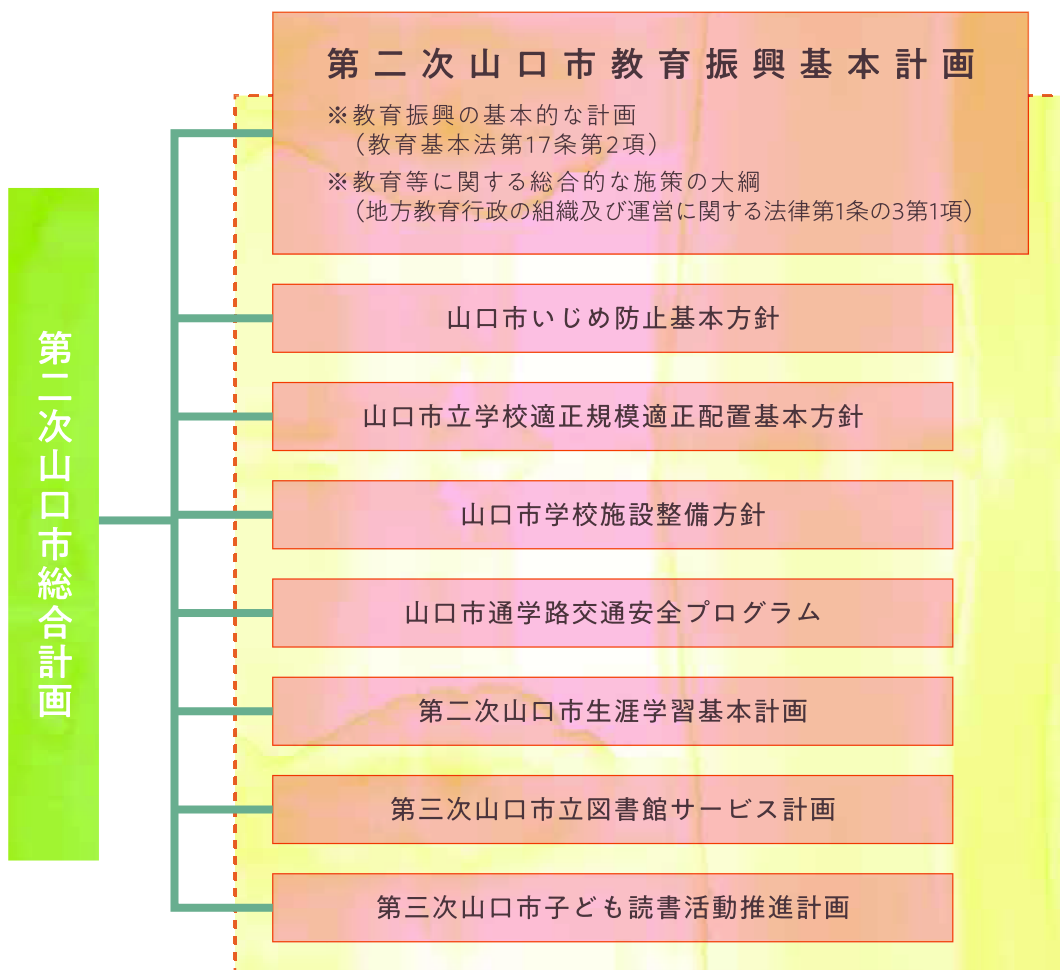 第二次山口市総合計画
第二次山口市教育振興基本計画
※教育振興の基本的な計画
（教育基本法第17条第2項）
※教育等に関する総合的な施策の大綱
（地方教育行政の組織及び運営に関する法律第1条の3第1項）
山口市いじめ防止基本方針
山口市立学校適正規模適正配置基本方針
山口市学校施設整備方針
山口市通学路交通安全プログラム
第二次山口市生涯学習基本計画
第三次山口市立図書館サービス計画
第三次山口市子ども読書活動推進計画